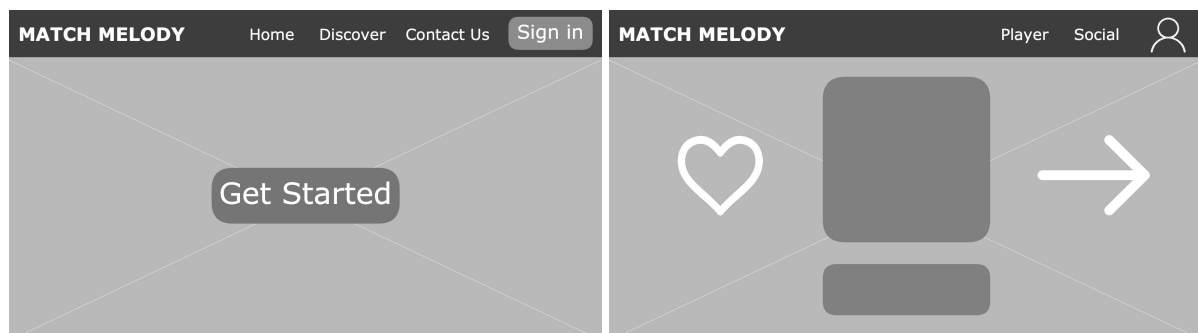 MATCH MELODY Home Discover Contact Us Sign in
Get Started
MATCH MELODY Player Social